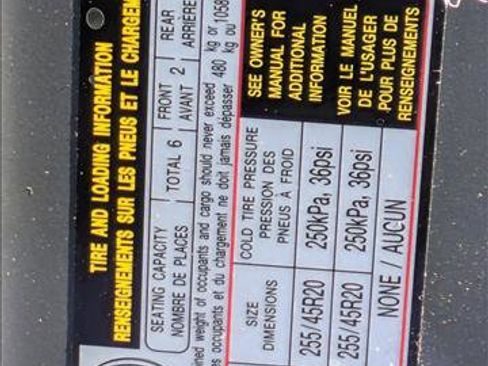 TIRE AND LOADING INFORMATION
RENSEIGNEMENTS SUR LES PNEUS ET LE CHARGEM
SEATING CAPACITY
NOMBRE DE PLACES
TOTAL 6
FRONT
AVANT
2
REAR
ARRIÈRE
ined weight of occupants and cargo should never exceed 480 kg or 1058
es occupants et du chargement ne doit jamais dépasser 480 kg ou
SIZE
DIMENSIONS
COLD TIRE PRESSURE
PRESSION DES
PNEUS À FROID
SEE OWNER'S
MANUAL FOR
ADDITIONAL
INFORMATION
VOIR LE MANUEL
DE L'USAGER
POUR PLUS DE
RENSEIGNEMENTS
255/45R20 250kPa, 36psi
255/45R20 250kPa, 36psi
NONE / AUCUN